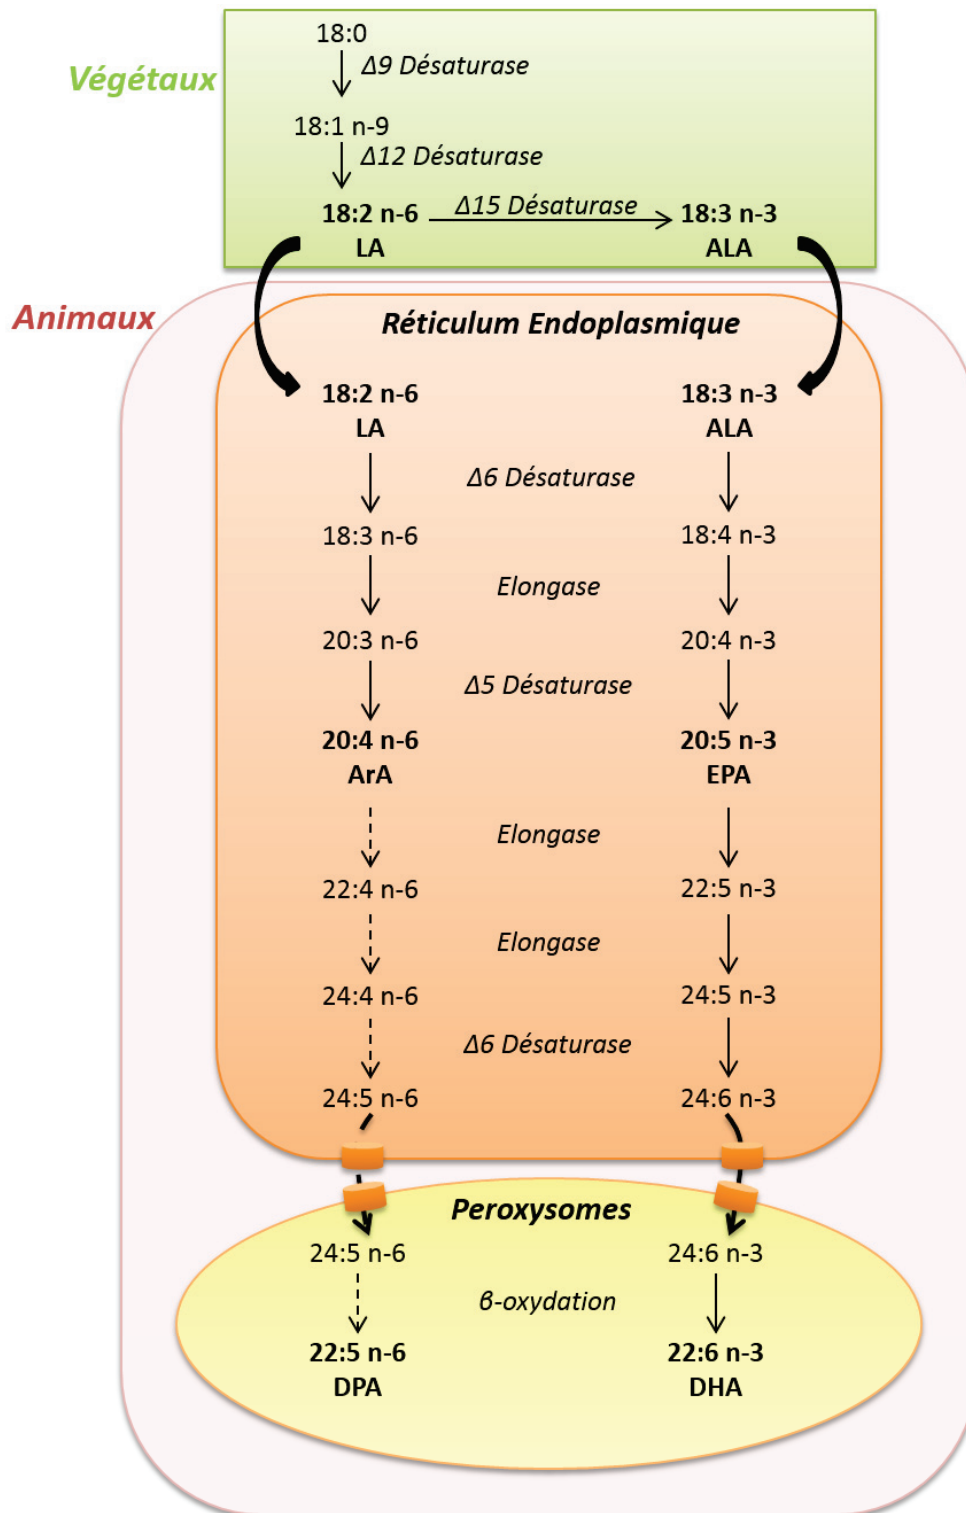 18:0
Δ9 Désaturase
Végétaux
18:1 n-9
Δ12 Désaturase
18:2 n-6 Δ15 Désaturase 18:3 n-3
LA ALA
Animaux
Réticulum Endoplasmique
18:2 n-6 18:3 n-3
LA ALA
Δ6 Désaturase
18:3 n-6 18:4 n-3
Elongase
20:3 n-6 20:4 n-3
Δ5 Désaturase
20:4 n-6 20:5 n-3
ArA EPA
Elongase
22:4 n-6 22:5 n-3
Elongase
24:4 n-6 24:5 n-3
Δ6 Désaturase
24:5 n-6 24:6 n-3
Peroxysomes
24:5 n-6 24:6 n-3
β-oxydation
22:5 n-6 22:6 n-3
DPA DHA